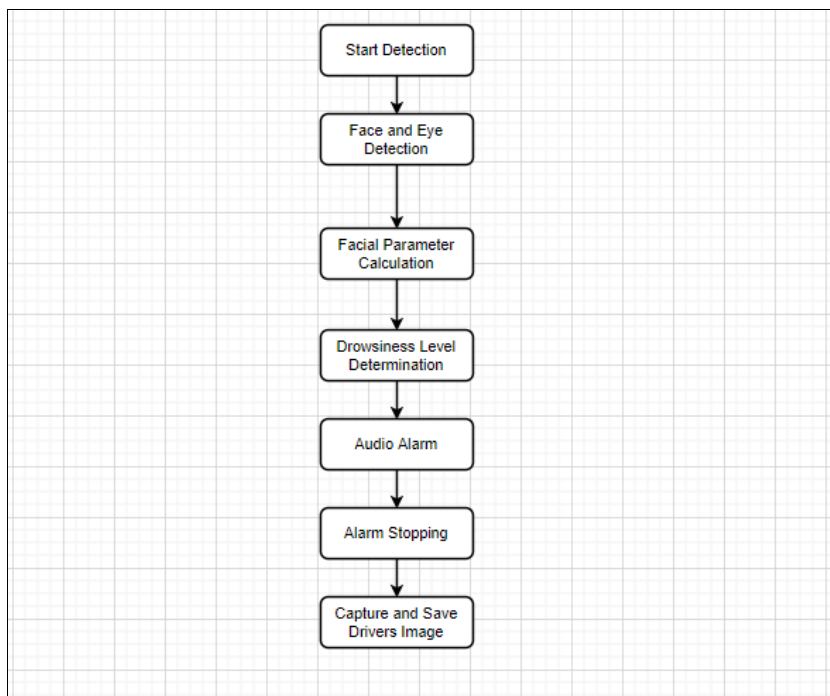 Start Detection
Face and Eye
Detection
Facial Parameter
Calculation
Drowsiness Level
Determination
Audio Alarm
Alarm Stopping
Capture and Save
Drivers Image